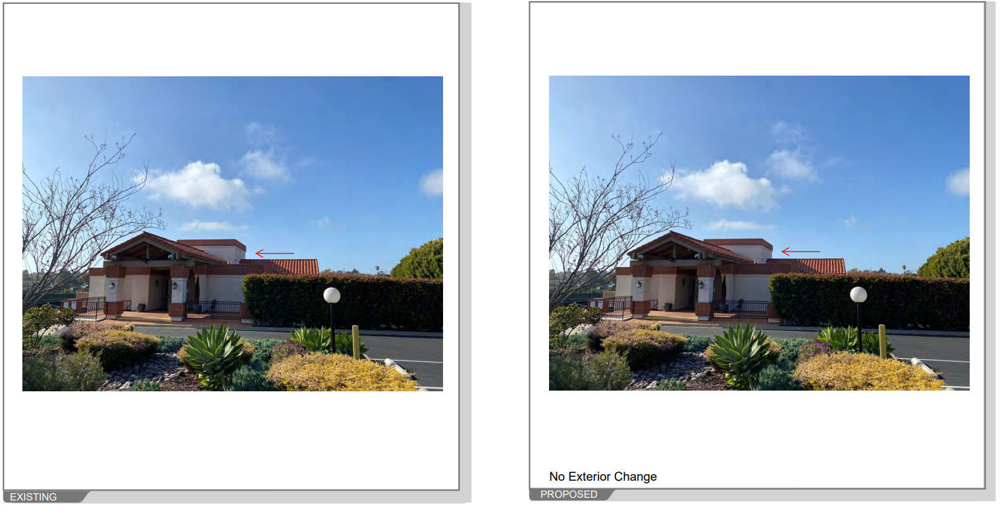 No Exterior Change
EXISTING
PROPOSED